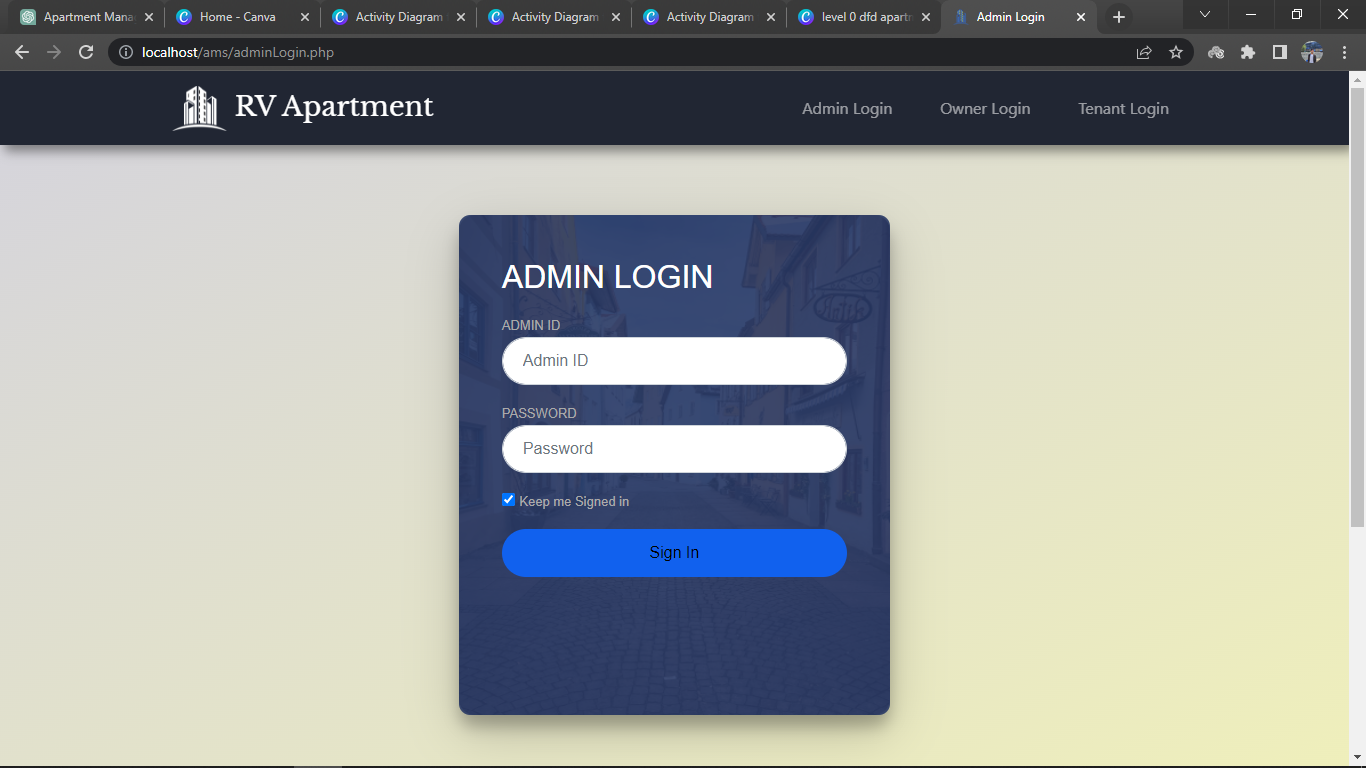 Apartment Mana
Home - Canva
Activity Diagram
Activity Diagram
Activity Diagram
level 0 dfd apartm
Admin Login
localhost/ams/adminLogin.php
RV Apartment
Admin Login
Owner Login
Tenant Login
ADMIN LOGIN
ADMIN ID
Admin ID
PASSWORD
Password
Keep me Signed in
Sign In